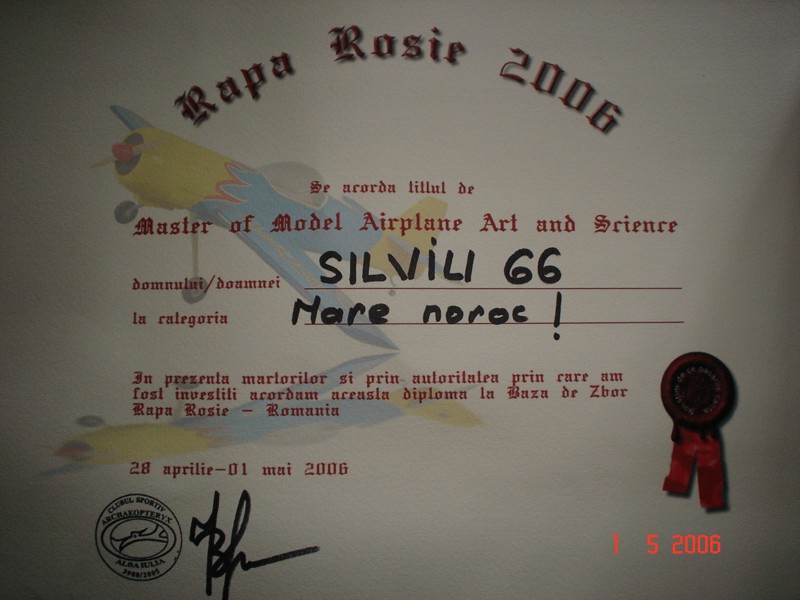 Rapa Rosie 2006
Se acorda titlul de
Master of Model Airplane Art and Science
domnului/doamnei SILVIU 66
la categoria Mare noroc !
In prezenta martorilor si prin autoritatea prin care am
fost investiti acordam aceasta diploma la Baza de Zbor
Rapa Rosie – Romania
28 aprilie-01 mai 2006
CLUBUL SPORTIV
ARCHAEOPTERYX
ALBA IULIA
1 5 2006